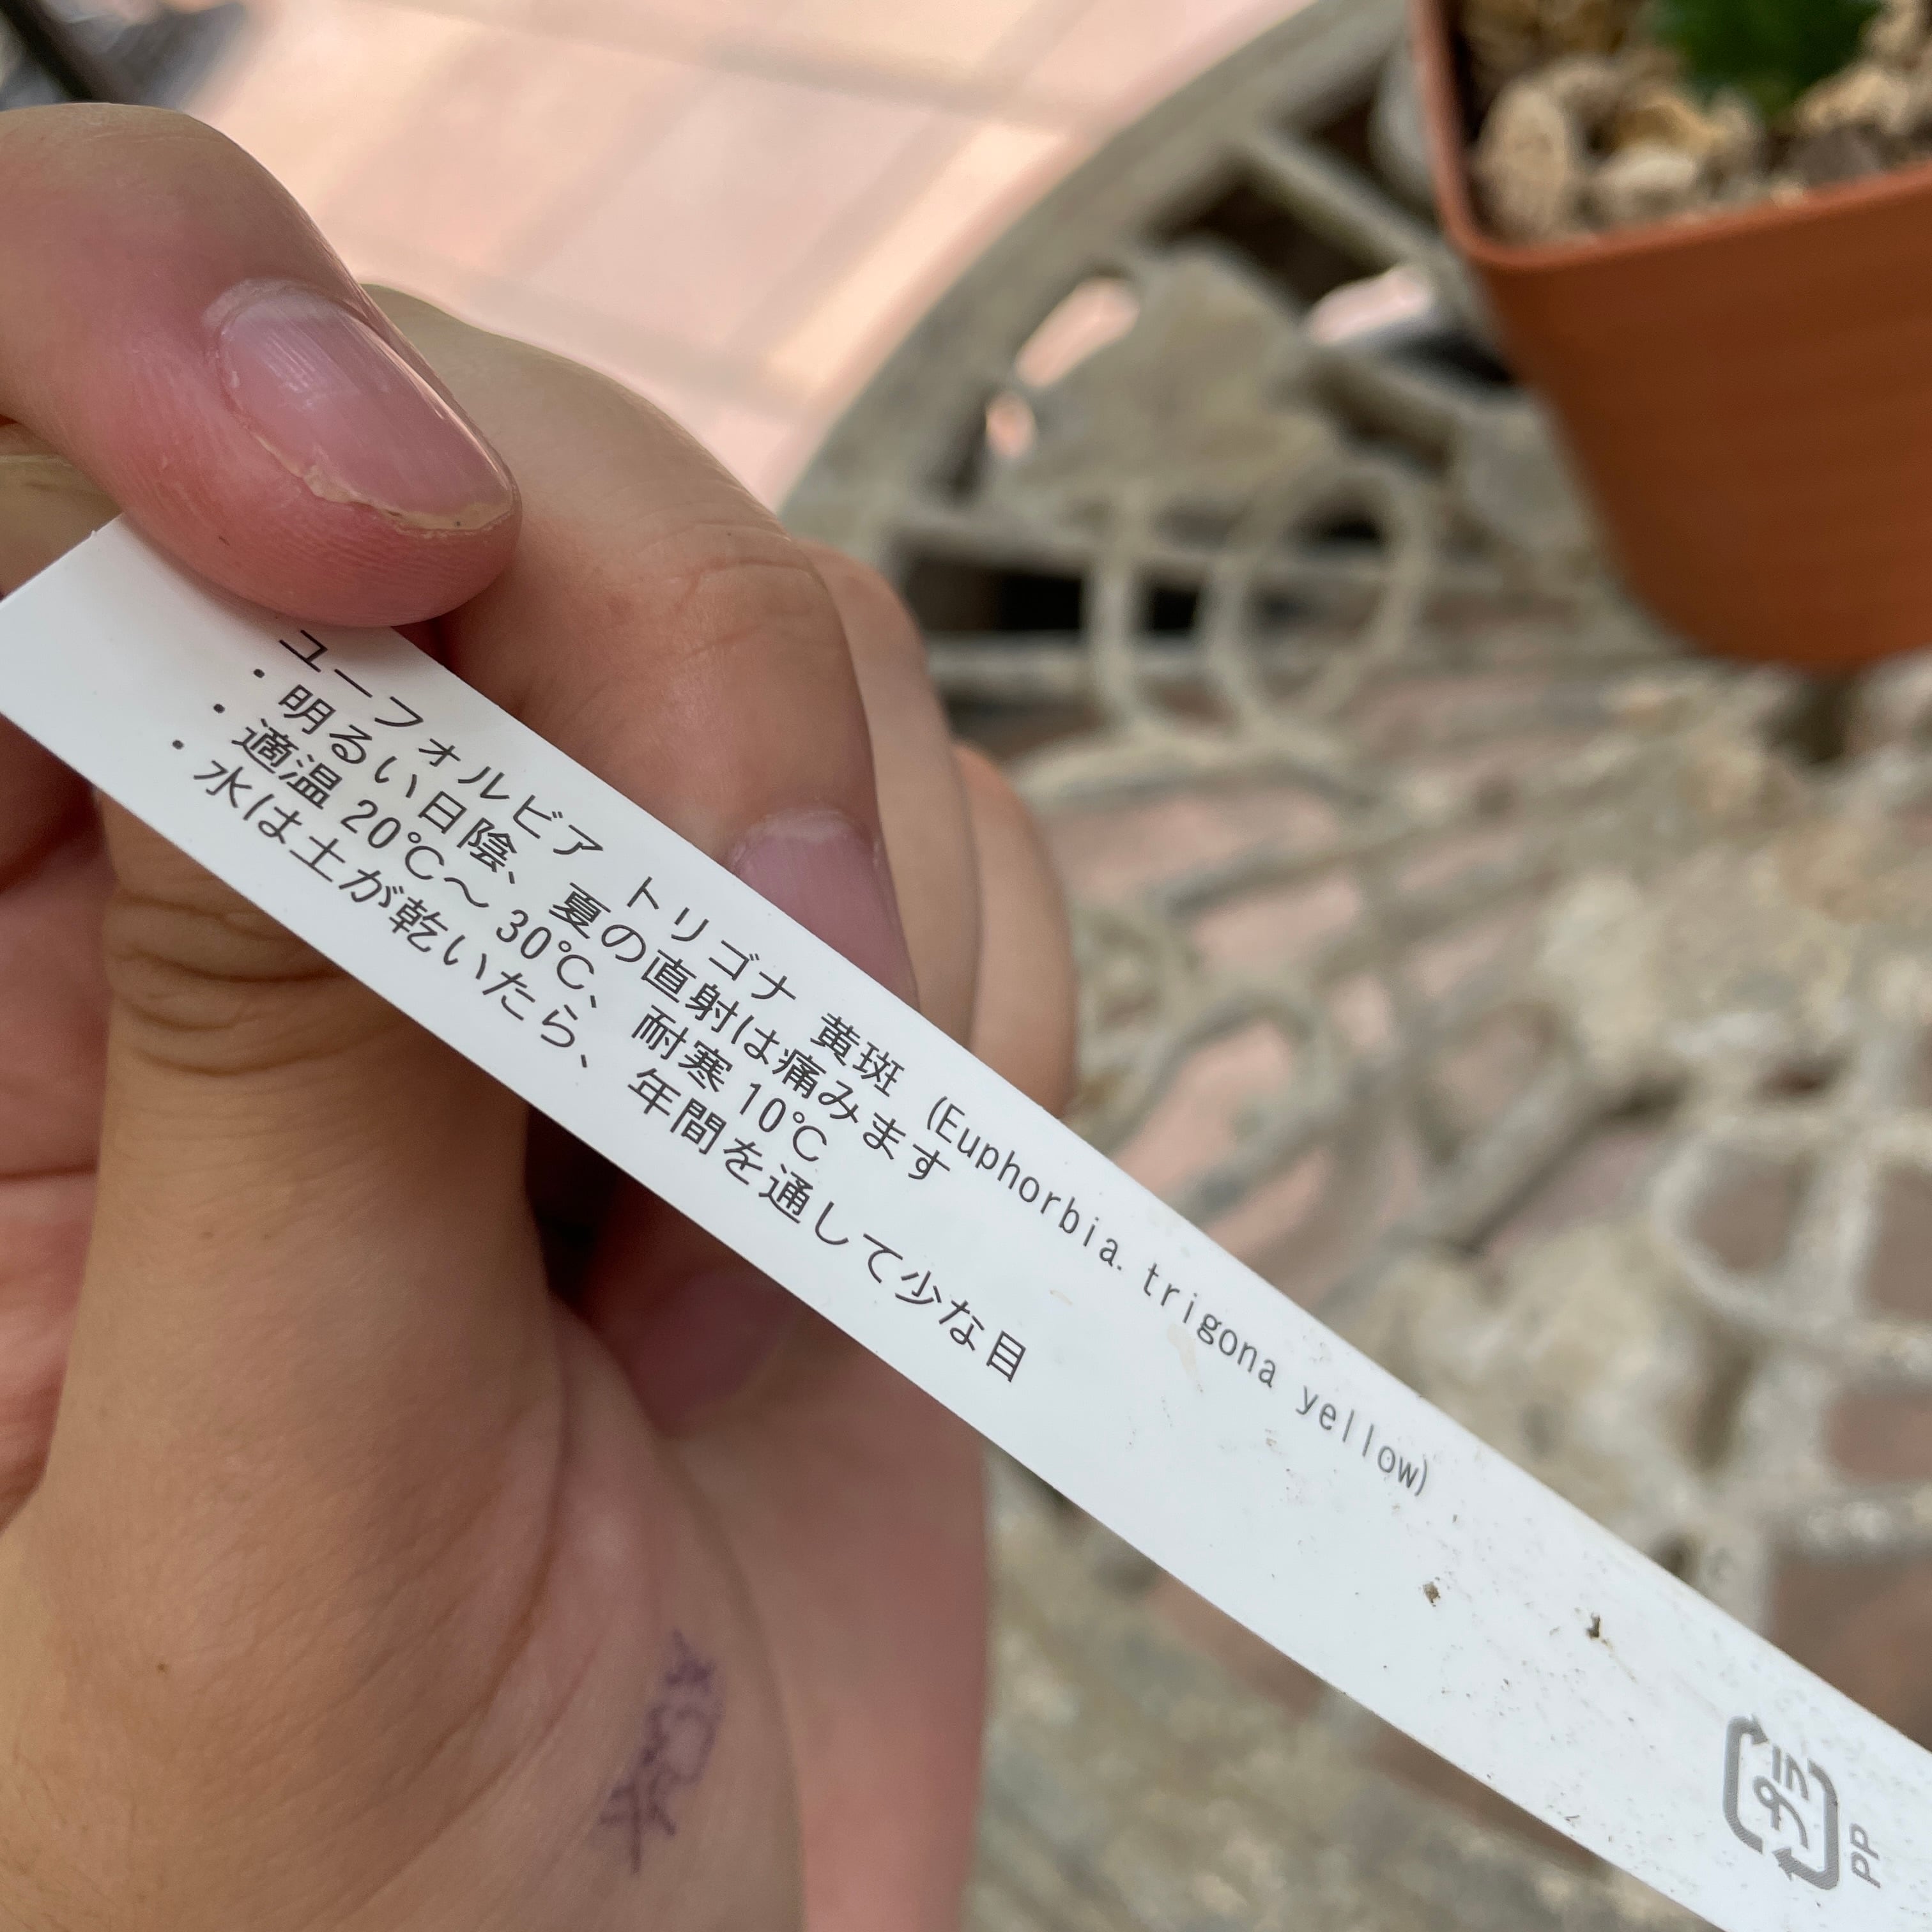 ユーフォルビア　トリゴナ 黄斑 (Euphorbia. trigona yellow)
・明るい日陰、夏の直射は痛みます
・適温 20℃～ 30℃、耐寒 10℃
・水は土が乾いたら、年間を通して少な目
プラ
PP